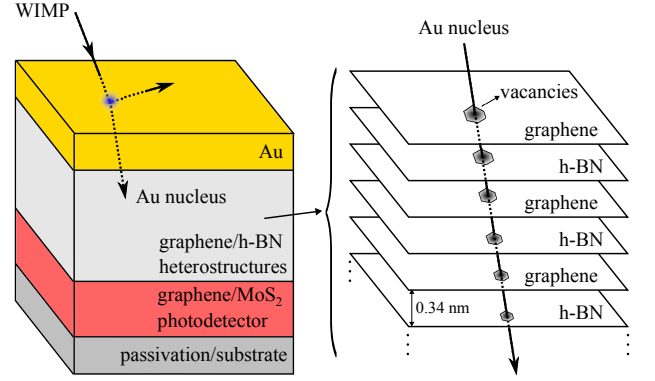 WIMP
Au
Au nucleus
graphene/h-BN
heterostructures
graphene/MoS₂
photodetector
passivation/substrate
Au nucleus
vacancies
graphene
h-BN
graphene
h-BN
graphene
0.34 nm
h-BN